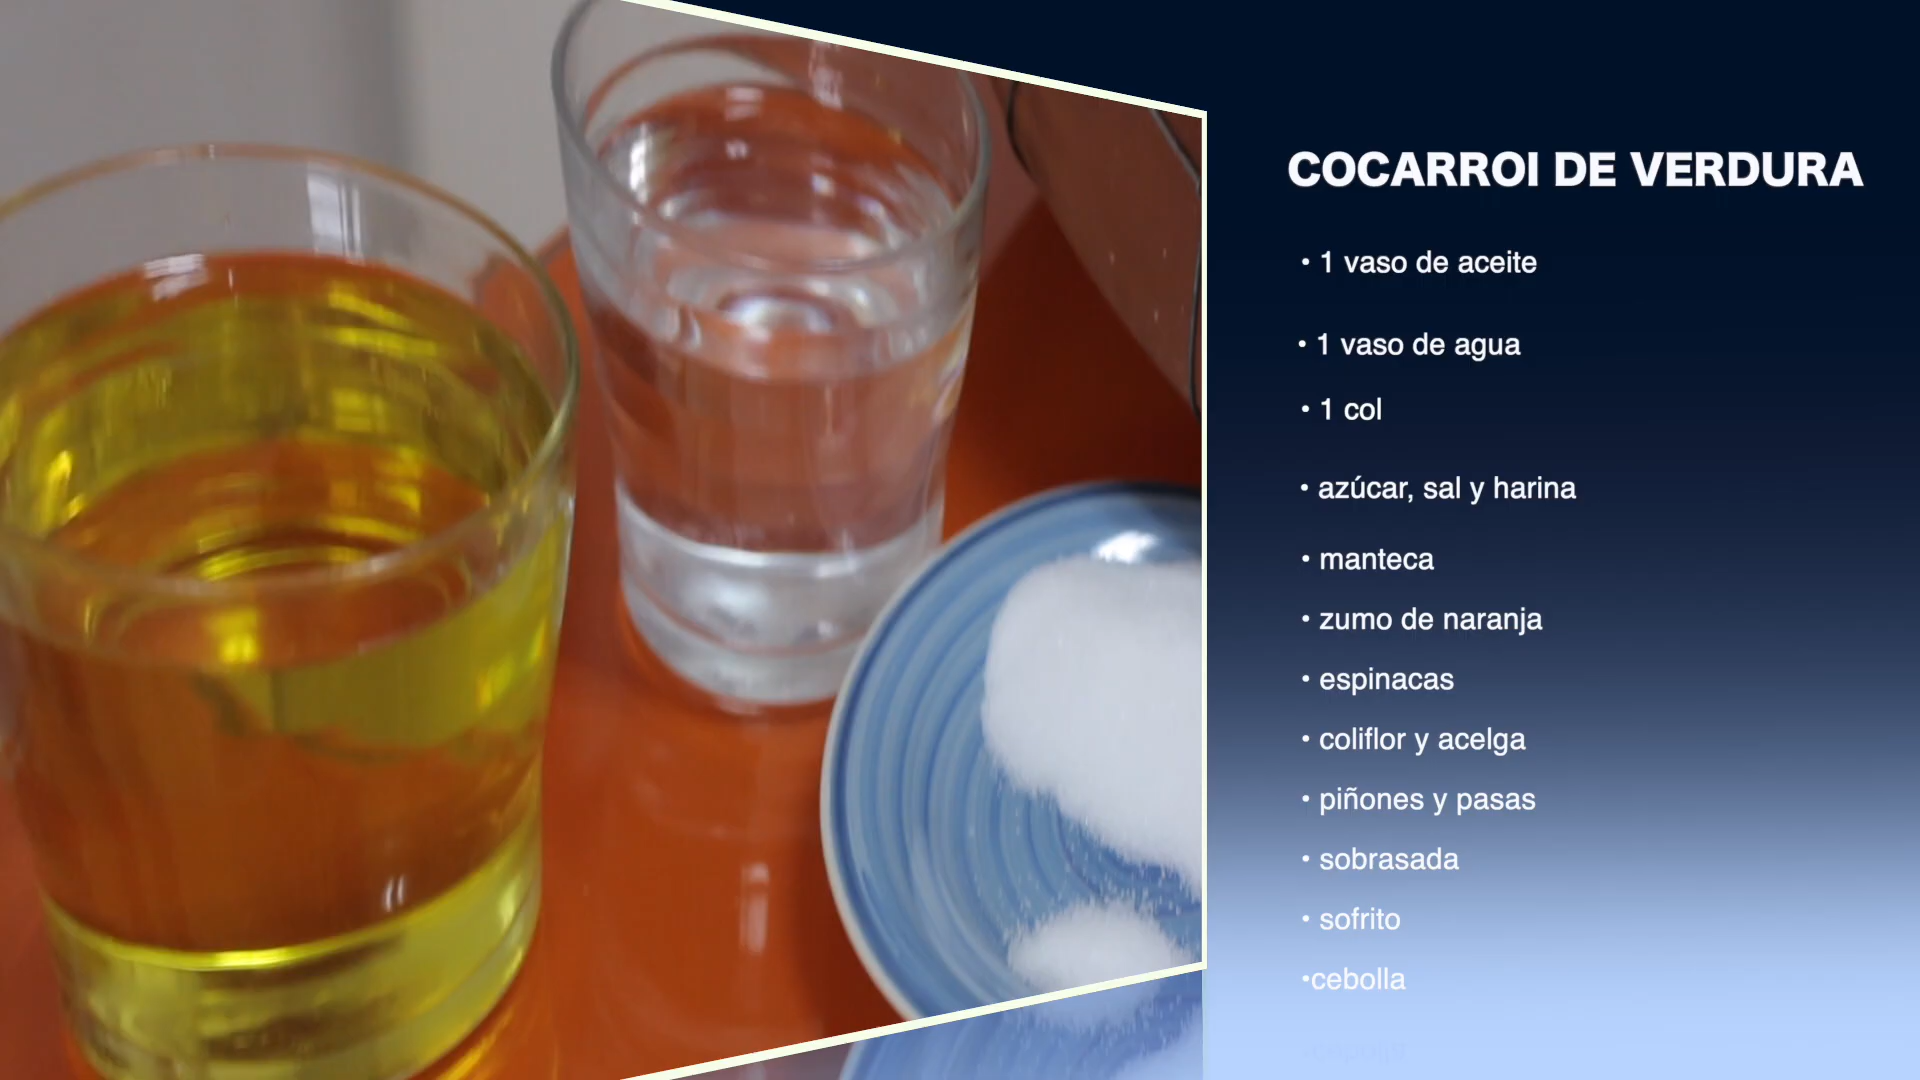 COCARROI DE VERDURA
• 1 vaso de aceite
• 1 vaso de agua
• 1 col
• azúcar, sal y harina
• manteca
• zumo de naranja
• espinacas
• coliflor y acelga
• piñones y pasas
• sobrasada
• sofrito
•cebolla